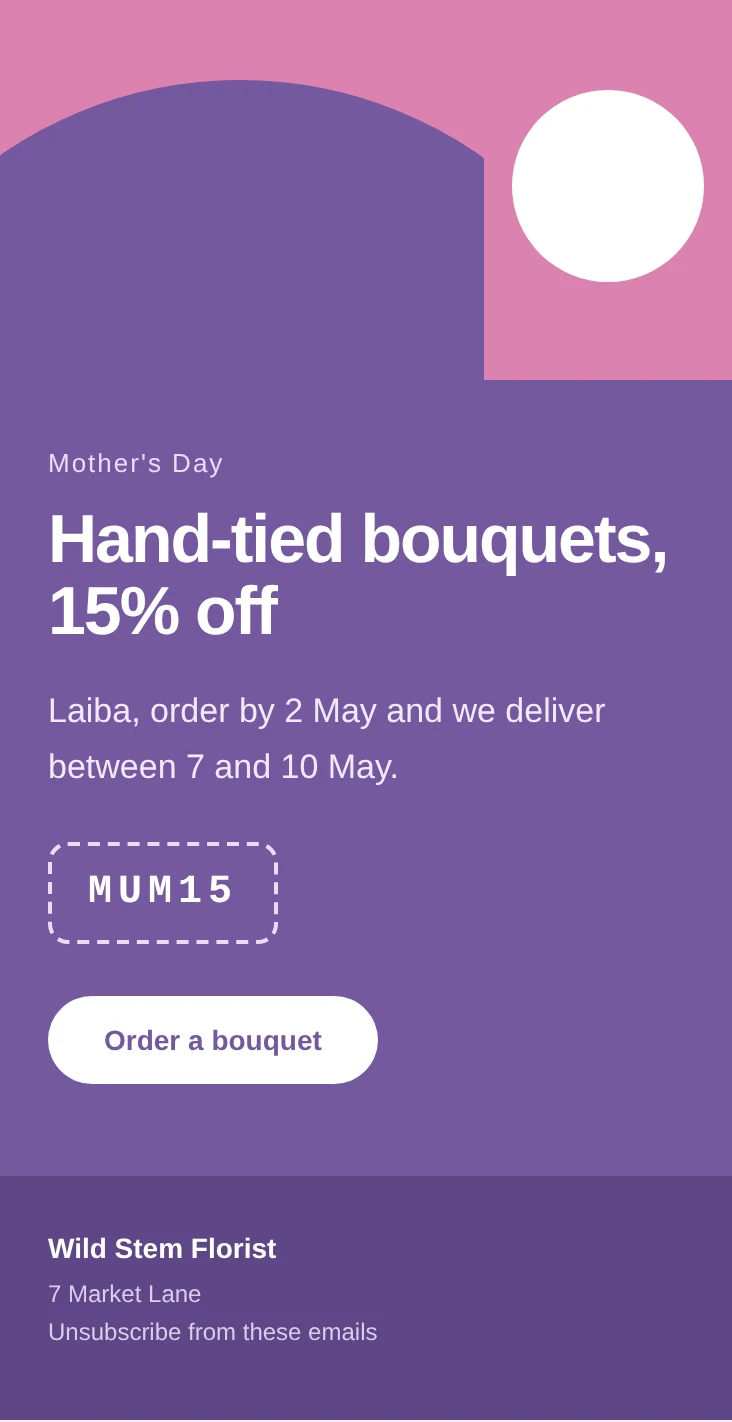 Mother's Day
Hand-tied bouquets,
15% off
Laiba, order by 2 May and we deliver
between 7 and 10 May.
MUM15
Order a bouquet
Wild Stem Florist
7 Market Lane
Unsubscribe from these emails